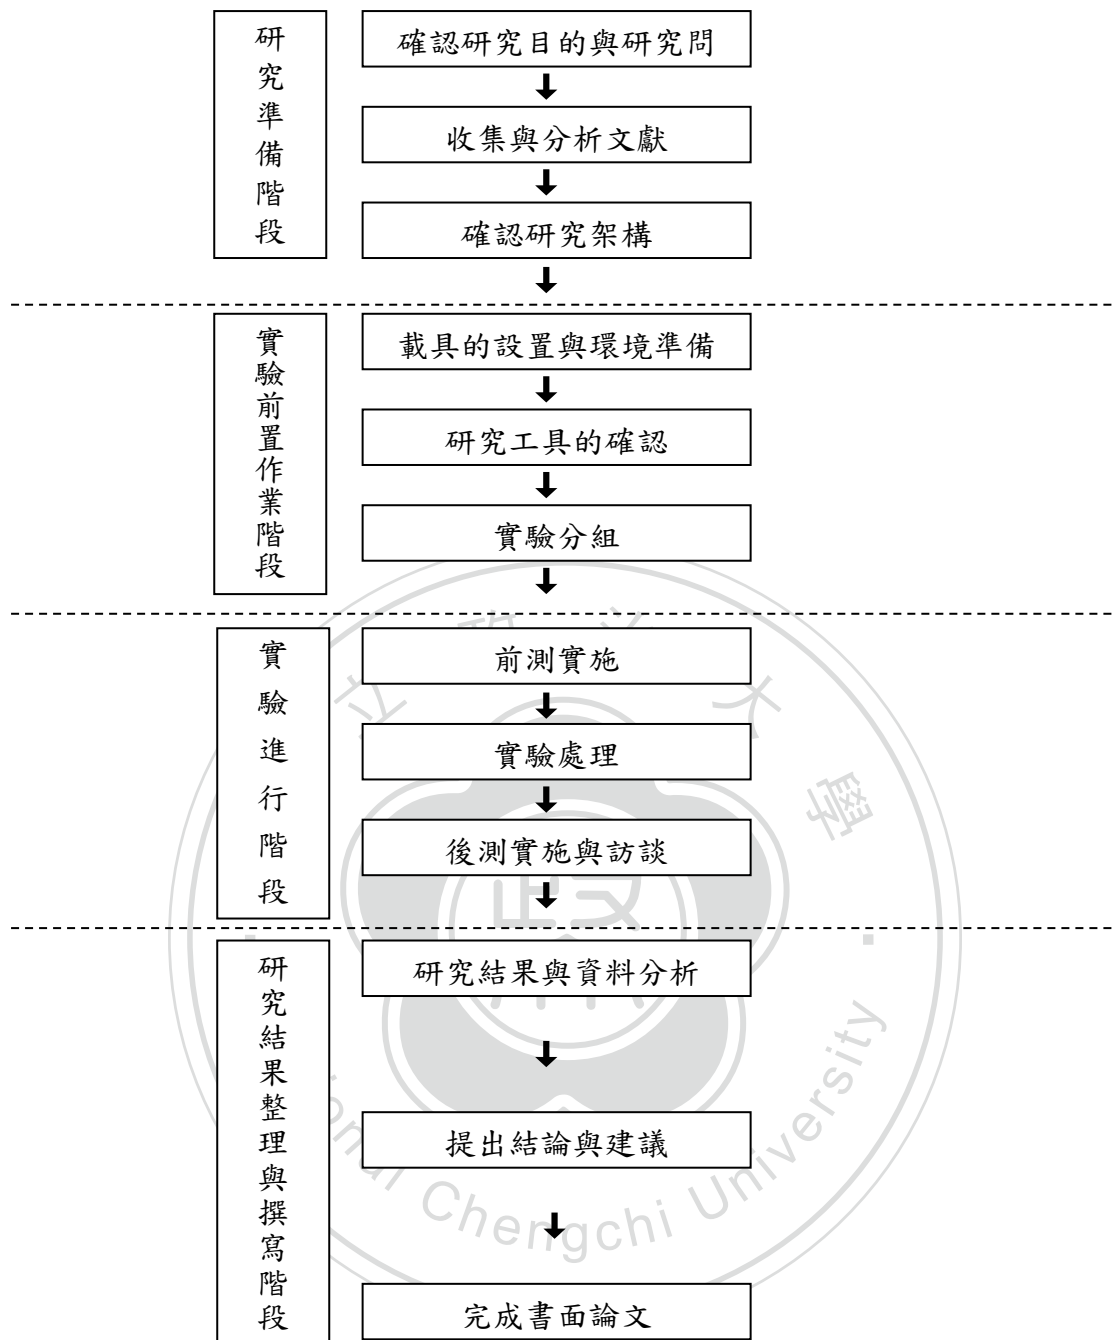 研究準備階段
確認研究目的與研究問
收集與分析文獻
確認研究架構
實驗前置作業階段
載具的設置與環境準備
研究工具的確認
實驗分組
實驗進行階段
前測實施
實驗處理
後測實施與訪談
研究結果整理與撰寫階段
研究結果與資料分析
提出結論與建議
完成書面論文
立政大學
Chengchi University